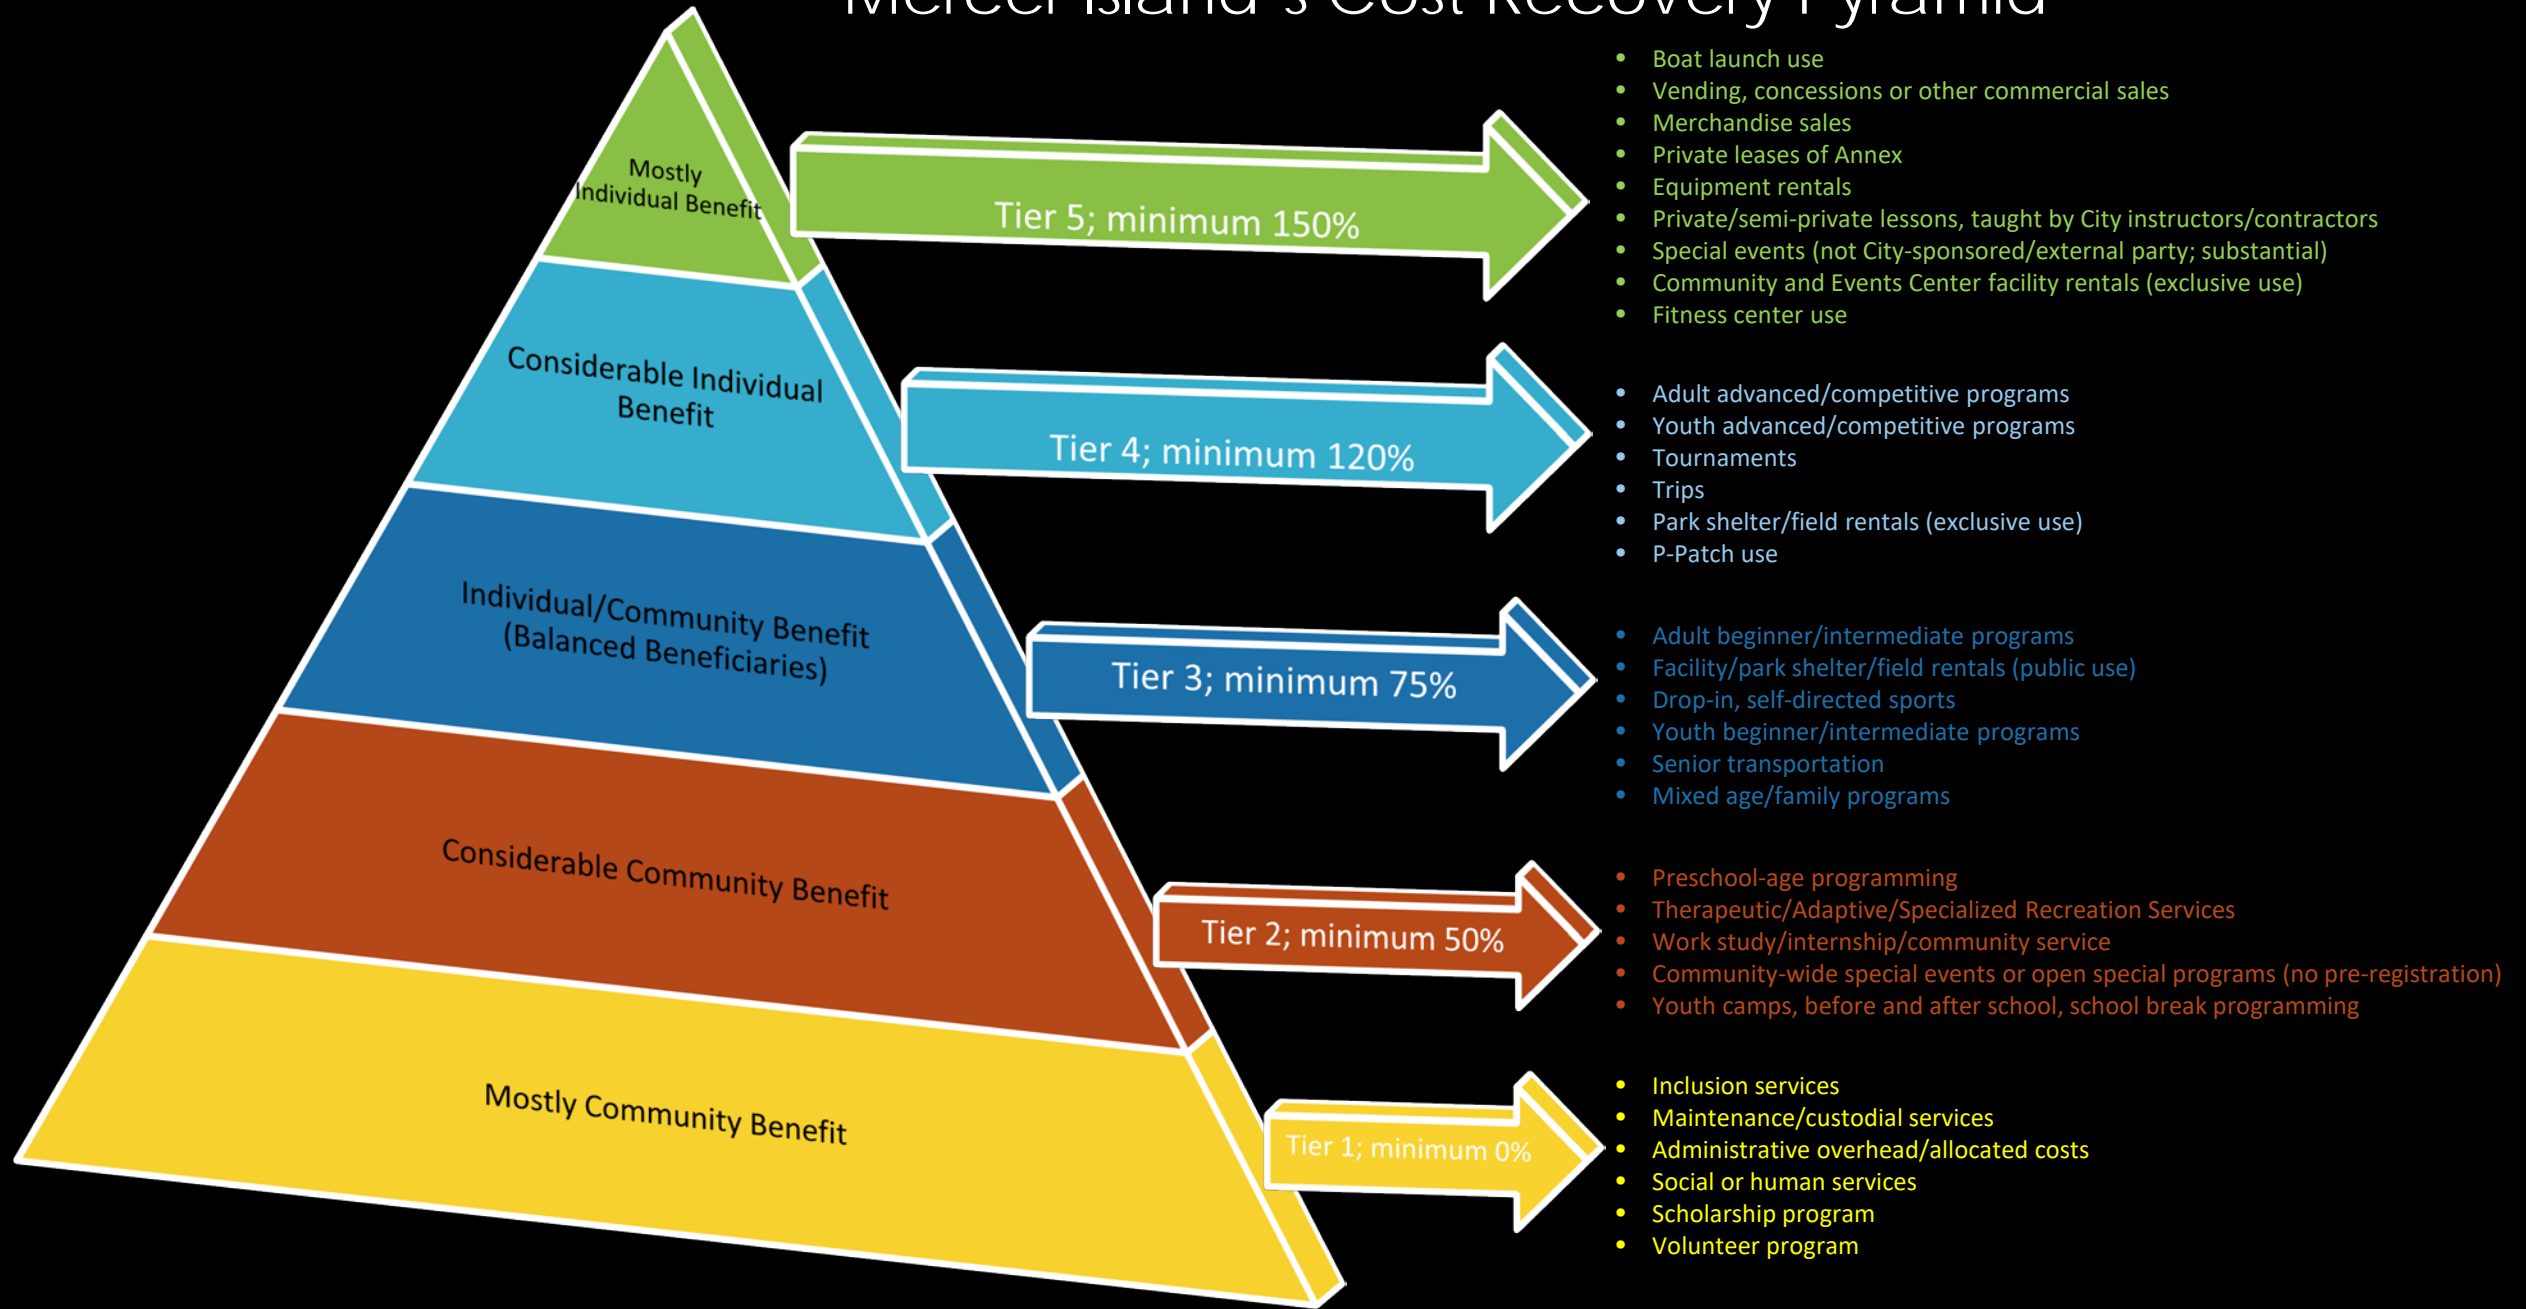 Mercer Island's Cost Recovery Pyramid
Mostly
Individual Benefit
Tier 5; minimum 150%
• Boat launch use
• Vending, concessions or other commercial sales
• Merchandise sales
• Private leases of Annex
• Equipment rentals
• Private/semi-private lessons, taught by City instructors/contractors
• Special events (not City-sponsored/external party; substantial)
• Community and Events Center facility rentals (exclusive use)
• Fitness center use
Considerable Individual
Benefit
Tier 4; minimum 120%
• Adult advanced/competitive programs
• Youth advanced/competitive programs
• Tournaments
• Trips
• Park shelter/field rentals (exclusive use)
• P-Patch use
Individual/Community Benefit
(Balanced Beneficiaries)
Tier 3; minimum 75%
• Adult beginner/intermediate programs
• Facility/park shelter/field rentals (public use)
• Drop-in, self-directed sports
• Youth beginner/intermediate programs
• Senior transportation
• Mixed age/family programs
Considerable Community Benefit
Tier 2; minimum 50%
• Preschool-age programming
• Therapeutic/Adaptive/Specialized Recreation Services
• Work study/internship/community service
• Community-wide special events or open special programs (no pre-registration)
• Youth camps, before and after school, school break programming
Mostly Community Benefit
Tier 1; minimum 0%
• Inclusion services
• Maintenance/custodial services
• Administrative overhead/allocated costs
• Social or human services
• Scholarship program
• Volunteer program